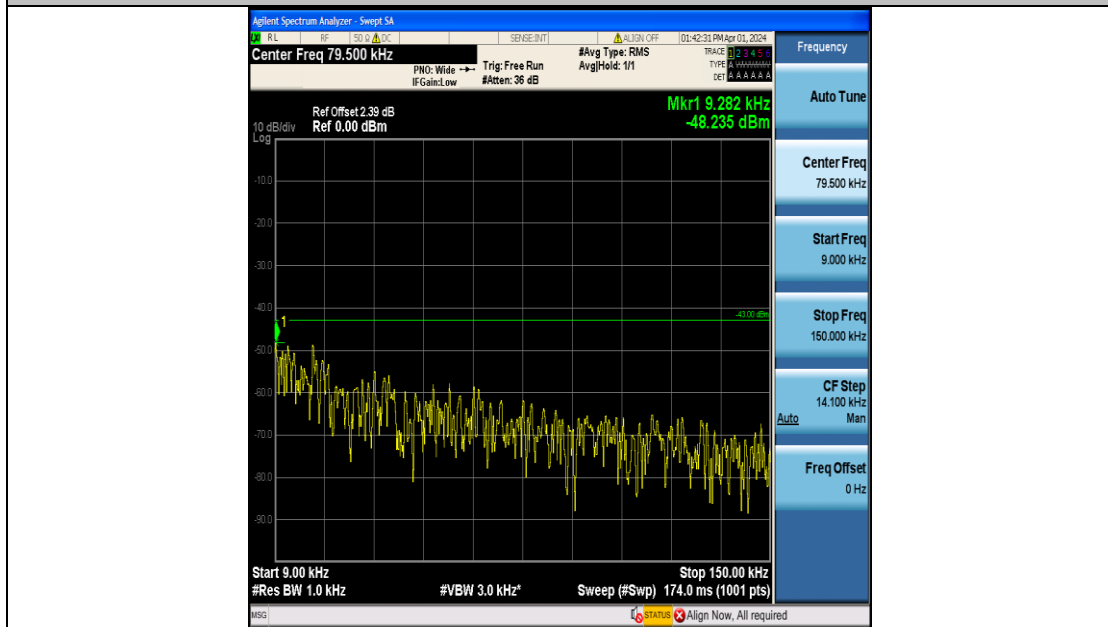 Agilent Spectrum Analyzer - Swept SA
RL RF 50 Ω DC SENSE:INT ALIGN OFF 01:42:31 PM Apr 01, 2024
Center Freq 79.500 kHz
PNO: Wide
IFGain:Low
Trig: Free Run
#Atten: 36 dB
#Avg Type: RMS
Avg|Hold: 1/1
TRACE 1 2 3 4 5 6
TYPE A
DET A A A A A A
Frequency
Mkr1 9.282 kHz
-48.235 dBm
Ref Offset 2.39 dB
10 dB/div Ref 0.00 dBm
Log
-10.0
-20.0
-30.0
-40.0
-50.0
-60.0
-70.0
-80.0
-90.0
1
-43.00 dBm
Start 9.00 kHz
Stop 150.00 kHz
#Res BW 1.0 kHz
#VBW 3.0 kHz*
Sweep (#Swp) 174.0 ms (1001 pts)
Auto Tune
Center Freq
79.500 kHz
Start Freq
9.000 kHz
Stop Freq
150.000 kHz
CF Step
14.100 kHz
Auto Man
Freq Offset
0 Hz
MSG
STATUS Align Now, All required